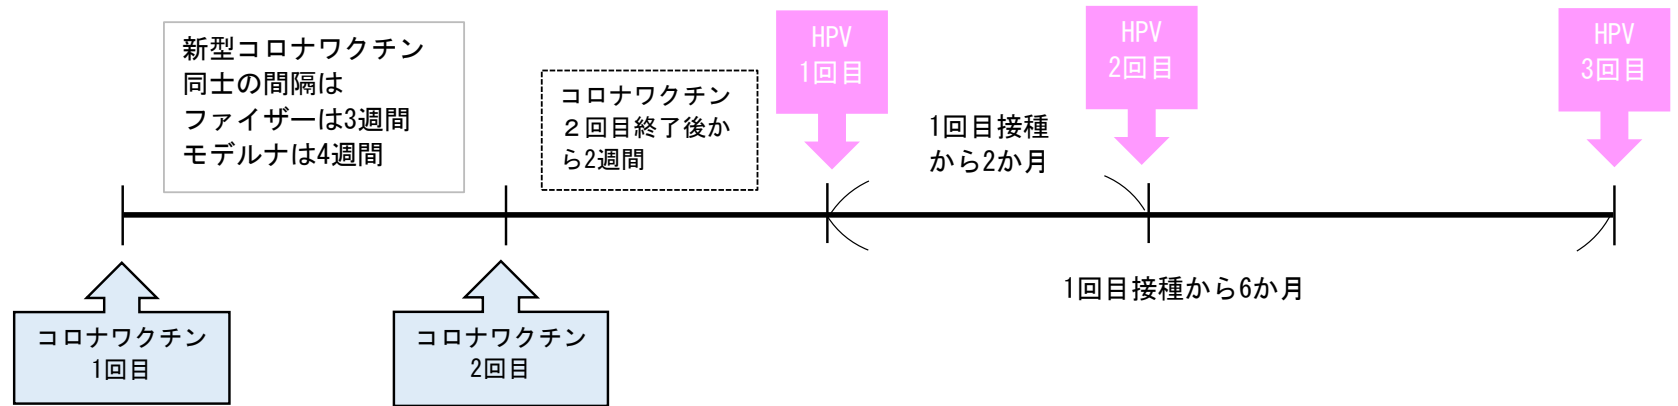 新型コロナワクチン
同士の間隔は
ファイザーは3週間
モデルナは4週間
コロナワクチン
２回目終了後か
ら2週間
HPV
1回目
1回目接種
から2か月
HPV
2回目
HPV
3回目
1回目接種から6か月
コロナワクチン
1回目
コロナワクチン
2回目